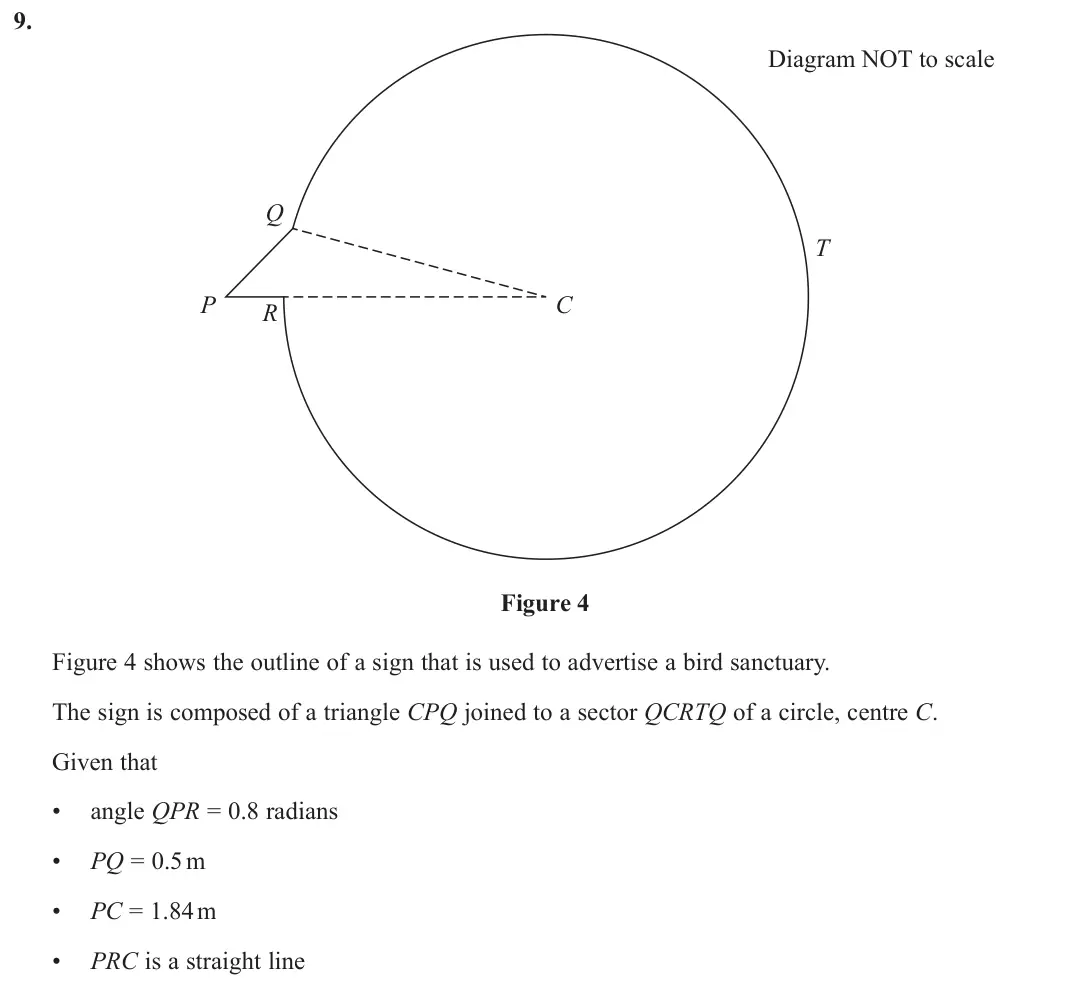 9.
Diagram NOT to scale
Q
T
P
R
C
Figure 4
Figure 4 shows the outline of a sign that is used to advertise a bird sanctuary.
The sign is composed of a triangle CPQ joined to a sector QCRTQ of a circle, centre C.
Given that
• angle QPR = 0.8 radians
• PQ = 0.5 m
• PC = 1.84 m
• PRC is a straight line